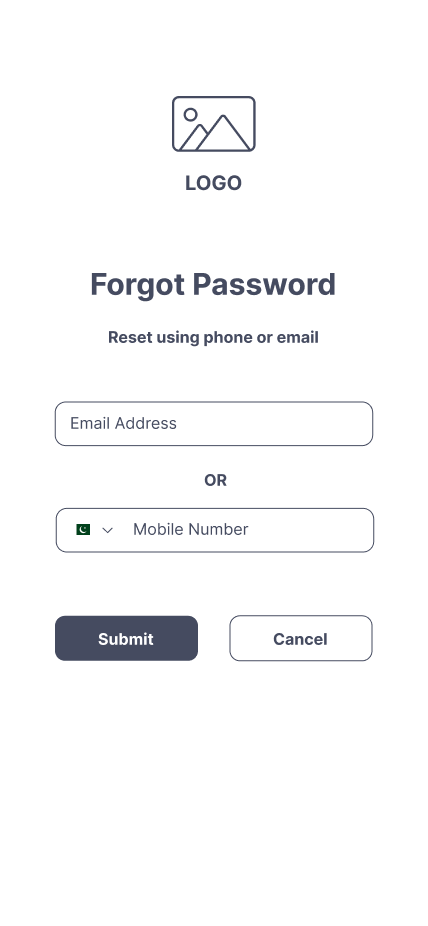 LOGO
Forgot Password
Reset using phone or email
Email Address
OR
Mobile Number
Submit
Cancel